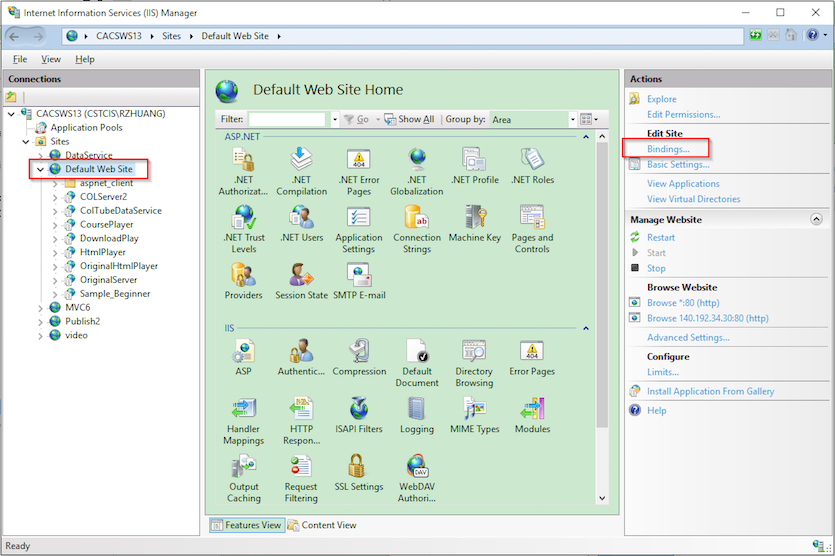 Internet Information Services (IIS) Manager
CACSWS13 Sites Default Web Site
File View Help
Connections
CACSWS13 (CSTCIS\RZHUANG)
Application Pools
Sites
DataService
Default Web Site
aspnet_client
COLServer2
ColTubeDataService
CoursePlayer
DownloadPlay
HtmlPlayer
OriginalHtmlPlayer
OriginalServer
Sample_Beginner
MVC6
Publish2
video
Default Web Site Home
Filter: Go Show All Group by: Area
ASP.NET
.NET Authorizat...
.NET Compilation
.NET Error Pages
.NET Globalization
.NET Profile
.NET Roles
.NET Trust Levels
.NET Users
Application Settings
Connection Strings
Machine Key
Pages and Controls
Providers
Session State
SMTP E-mail
IIS
ASP
Authentic...
Compression
Default Document
Directory Browsing
Error Pages
Handler Mappings
HTTP Respon...
ISAPI Filters
Logging
MIME Types
Modules
Output Caching
Request Filtering
SSL Settings
WebDAV Authori...
Features View Content View
Actions
Explore
Edit Permissions...
Edit Site
Bindings...
Basic Settings...
View Applications
View Virtual Directories
Manage Website
Restart
Start
Stop
Browse Website
Browse *:80 (http)
Browse 140.192.34.30:80 (http)
Advanced Settings...
Configure
Limits...
Install Application From Gallery
Help
Ready